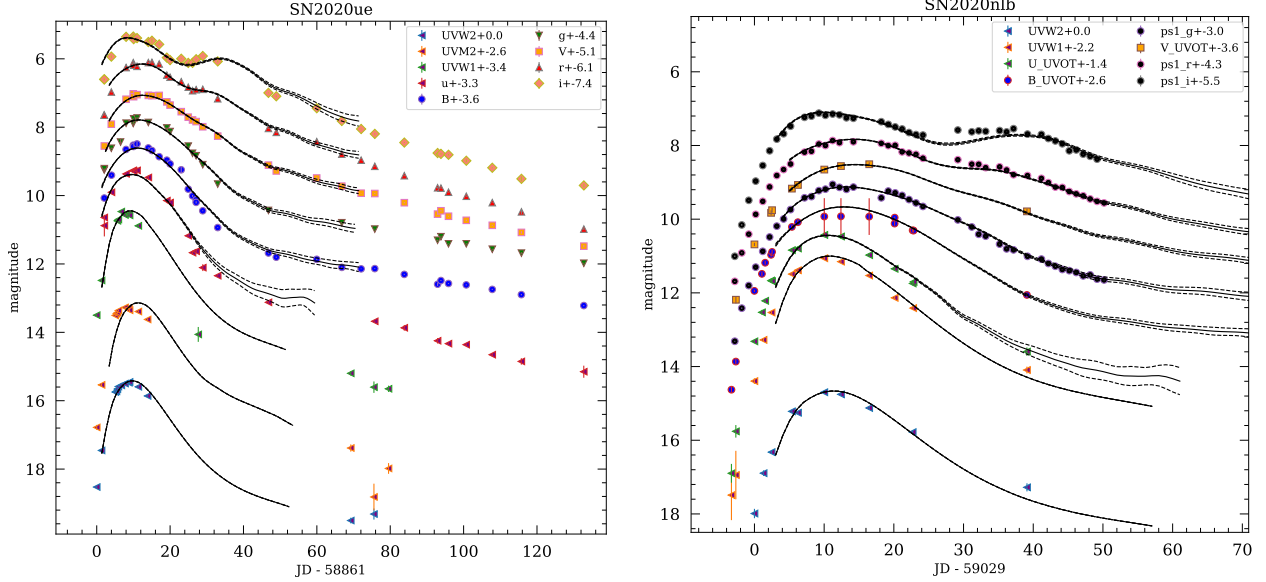 SN2020ue
UVW2+0.0
UVM2+-2.6
UVW1+-3.4
u+-3.3
B+-3.6
g+-4.4
V+-5.1
r+-6.1
i+-7.4
magnitude
6
8
10
12
14
16
18
0
20
40
60
80
100
120
JD - 58861
SN2020nlb
UVW2+0.0
UVW1+-2.2
U_UVOT+-1.4
B_UVOT+-2.6
ps1_g+-3.0
V_UVOT+-3.6
ps1_r+-4.3
ps1_i+-5.5
magnitude
6
8
10
12
14
16
18
0
10
20
30
40
50
60
70
JD - 59029